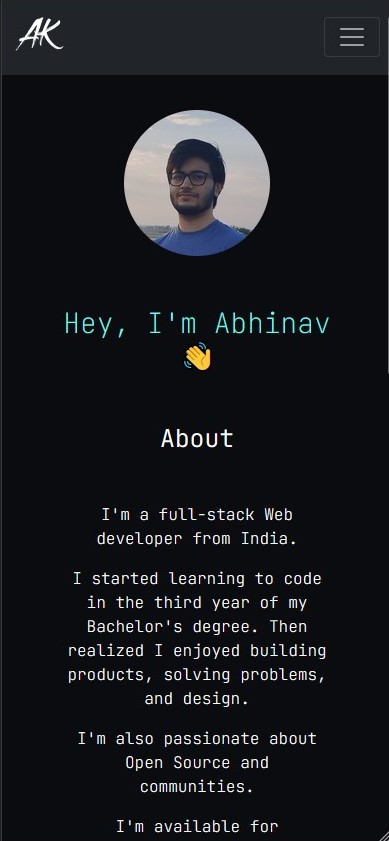 AK
Hey, I'm Abhinav
👋
About
I'm a full-stack Web
developer from India.
I started learning to code
in the third year of my
Bachelor's degree. Then
realized I enjoyed building
products, solving problems,
and design.
I'm also passionate about
Open Source and
communities.
I'm available for